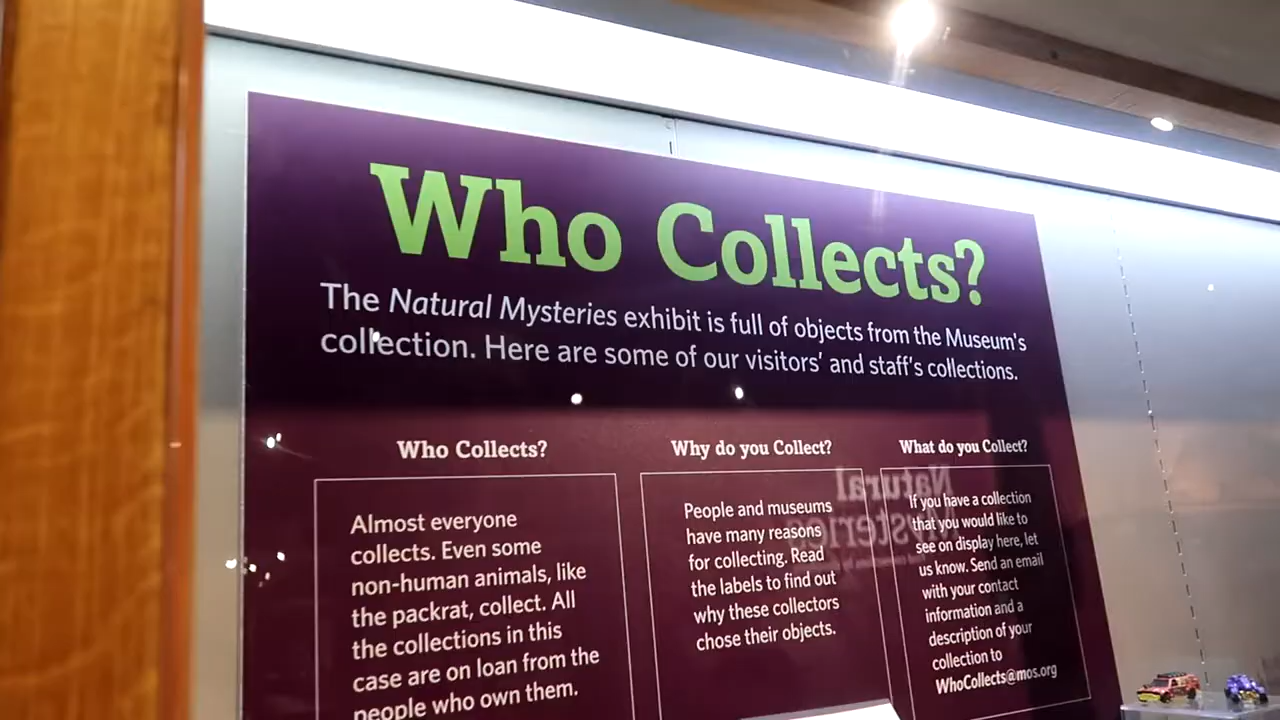 Who Collects?
The Natural Mysteries exhibit is full of objects from the Museum's
collection. Here are some of our visitors’ and staff's collections.
Who Collects?
Almost everyone
collects. Even some
non-human animals, like
the packrat, collect. All
the collections in this
case are on loan from the
people who own them.
Why do you Collect?
People and museums
have many reasons
for collecting. Read
the labels to find out
why these collectors
chose their objects.
What do you Collect?
If you have a collection
that you would like to
see on display here, let
us know. Send an email
with your contact
information and a
description of your
collection to
WhoCollects@mos.org
Natural
Mysteries